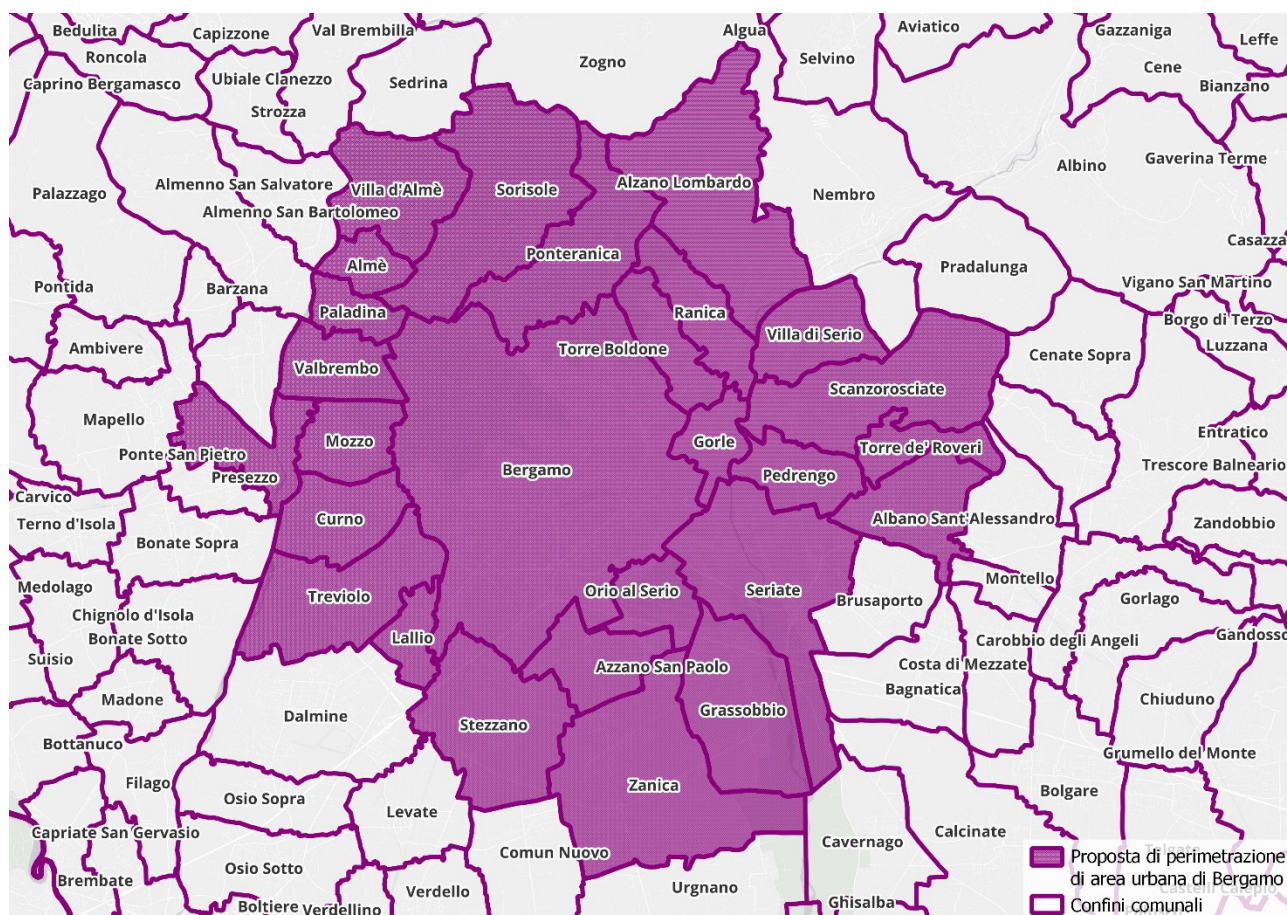 Bedulita
Capizzone
Val Brembilla
Algua
Aviatico
Gazzaniga
Leffe
Roncola
Zogno
Selvino
Cene
Caprino Bergamasco
Ubiale Clanezzo
Sedrina
Bianzano
Strozza
Albino
Gaverina Terme
Palazzago
Almenno San Salvatore
Villa d'Almè
Sorisole
Alzano Lombardo
Nembro
Almenno San Bartolomeo
Casazza
Ponteranica
Almè
Pradalunga
Pontida
Barzana
Vigano San Martino
Paladina
Ranica
Borgo di Terzo
Villa di Serio
Ambivere
Torre Boldone
Cenate Sopra
Luzzana
Valbrembo
Scanzorosciate
Mapello
Entratico
Mozzo
Gorle
Torre de' Roveri
Ponte San Pietro
Trescore Balneario
Presezzo
Bergamo
Pedrengo
Carvico
Terno d'Isola
Curno
Albano Sant'Alessandro
Zandobbio
Bonate Sopra
Medolago
Montello
Treviolo
Orio al Serio
Seriate
Brusaporto
Gorlago
Chignolo d'Isola
Bonate Sotto
Lallio
Carobbio degli Angeli
Gandosso
Suisio
Azzano San Paolo
Costa di Mezzate
Madone
Bagnatica
Chiuduno
Dalmine
Grassobbio
Stezzano
Bottanuco
Grumello del Monte
Filago
Zanica
Osio Sopra
Bolgare
Levate
Capriate San Gervasio
Cavernago
Calcinate
Comun Nuovo
Telgate
Osio Sotto
Brembate
Urgnano
Castelli Calepio
Verdello
Boltiere
Verdellino
Ghisalba
Proposta di perimetrazione
di area urbana di Bergamo
Confini comunali